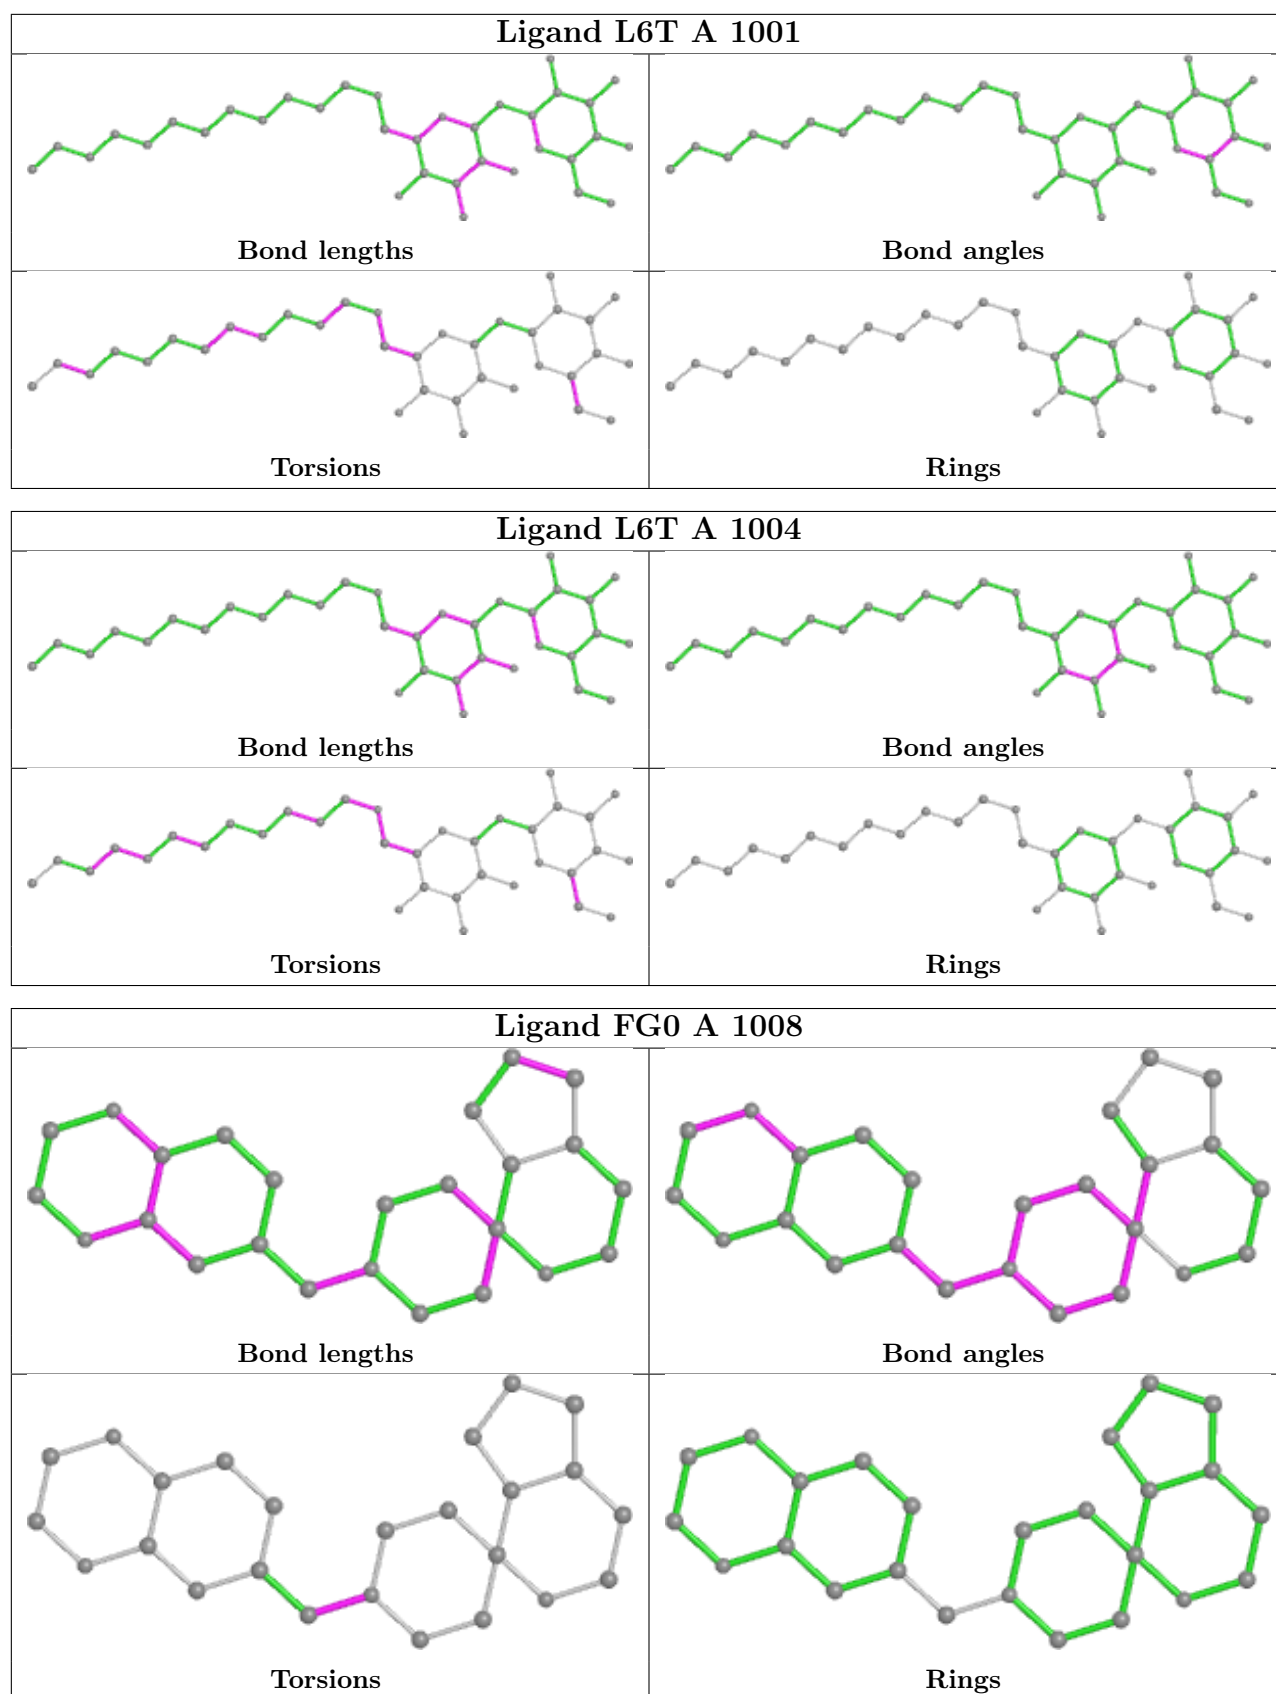 Ligand L6T A 1001
Bond lengths
Bond angles
Torsions
Rings
Ligand L6T A 1004
Bond lengths
Bond angles
Torsions
Rings
Ligand FG0 A 1008
Bond lengths
Bond angles
Torsions
Rings